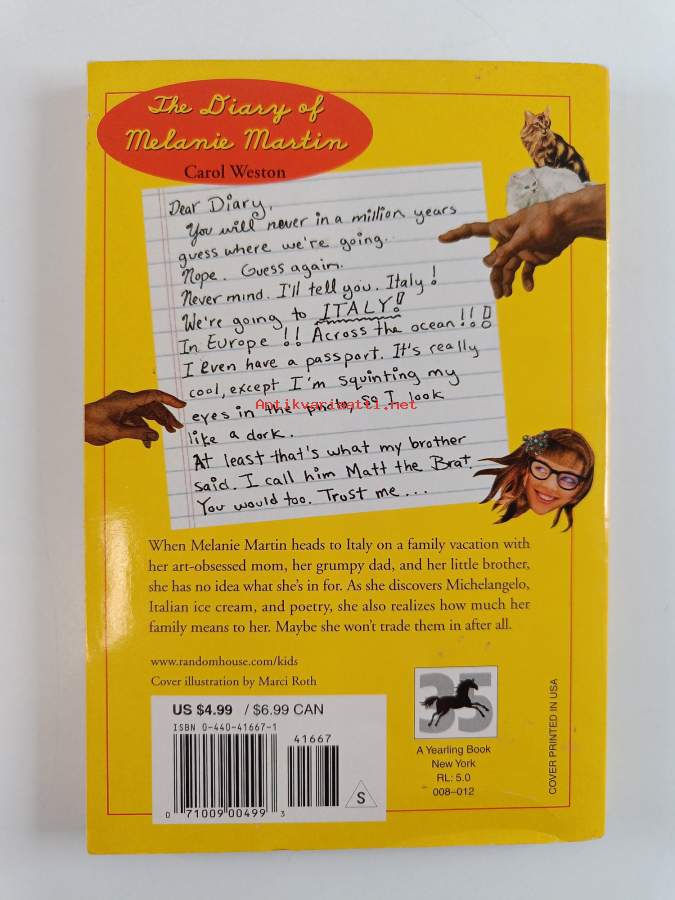 The Diary of
Melanie Martin
Carol Weston
Dear Diary,
You will never in a million years
guess where we're going.
Nope. Guess again.
Never mind. I'll tell you. Italy!
We're going to ITALY!
In Europe!! Across the ocean!!!
I even have a passport. It's really
cool, except I'm squinting my
eyes in the photo, so I look
like a dork.
At least that's what my brother
said. I call him Matt the Brat.
You would too. Trust me...
Antikvariaatti.net
When Melanie Martin heads to Italy on a family vacation with
her art-obsessed mom, her grumpy dad, and her little brother,
she has no idea what she's in for. As she discovers Michelangelo,
Italian ice cream, and poetry, she also realizes how much her
family means to her. Maybe she won't trade them in after all.
www.randomhouse.com/kids
Cover illustration by Marci Roth
US $4.99 / $6.99 CAN
ISBN 0-440-41667-1
41667
0 71009 00499 3
S
35
A Yearling Book
New York
RL: 5.0
008–012
COVER PRINTED IN USA